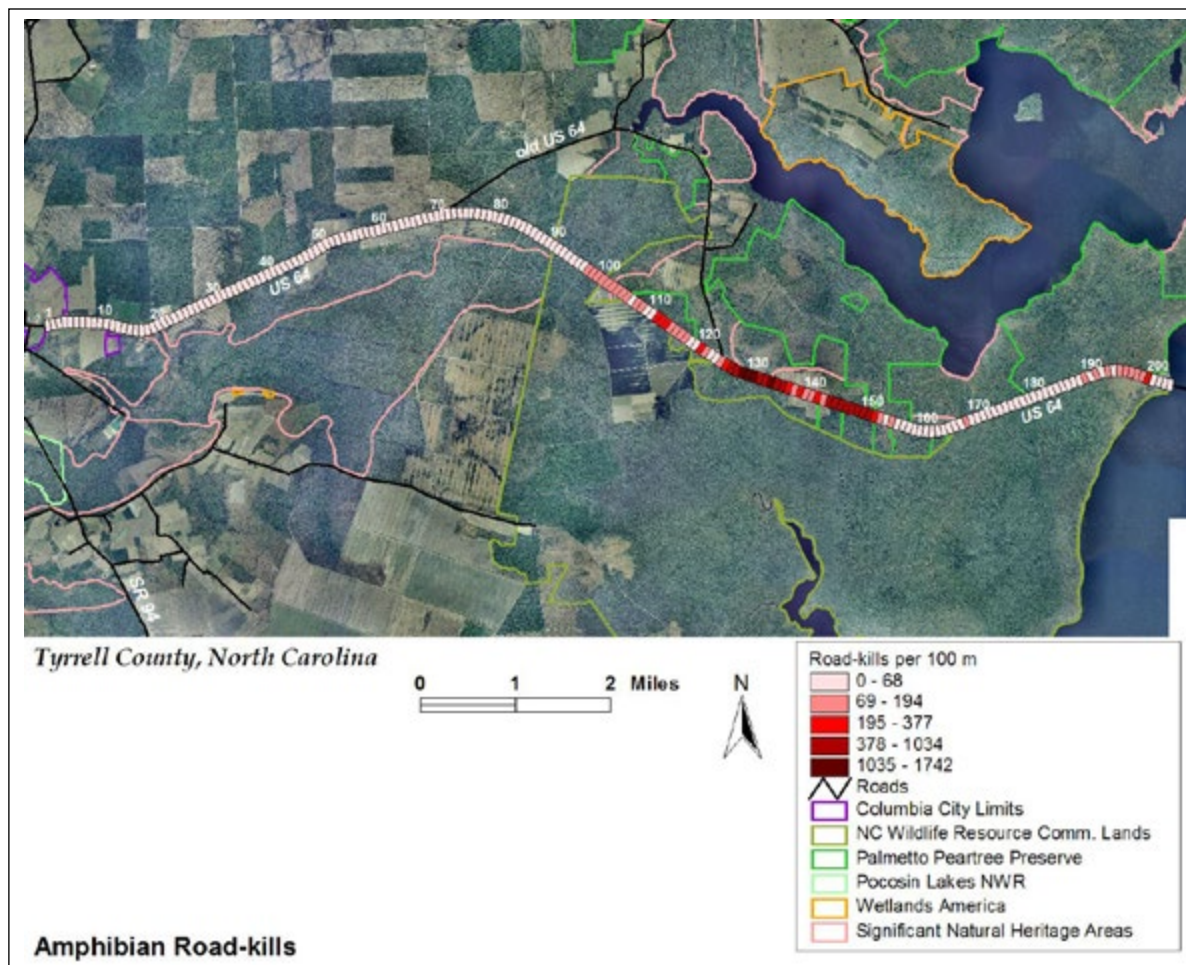 old US 64
70
80
60
50
90
40
US 64
100
30
110
1
10
20
120
130
190
200
140
180
150
170
US 64
160
SR 94
Tyrrell County, North Carolina
0 1 2 Miles
N
Road-kills per 100 m
0 - 68
69 - 194
195 - 377
378 - 1034
1035 - 1742
Roads
Columbia City Limits
NC Wildlife Resource Comm. Lands
Palmetto Peartree Preserve
Pocosin Lakes NWR
Wetlands America
Significant Natural Heritage Areas
Amphibian Road-kills